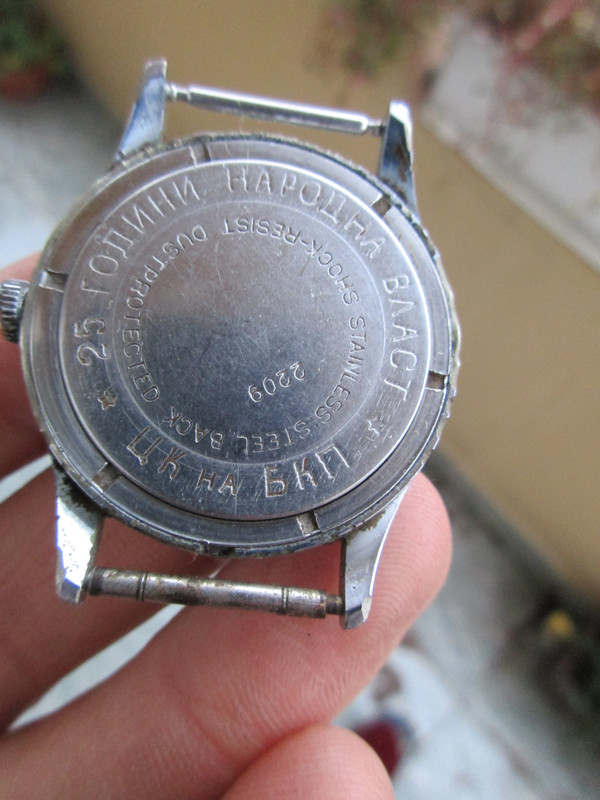 25 ГОДИНИ НАРОДНА ВЛАСТ
ЦК НА БКП
SHOCK-RESIST DUSTPROTECTED
STAINLESS STEEL BACK
2209